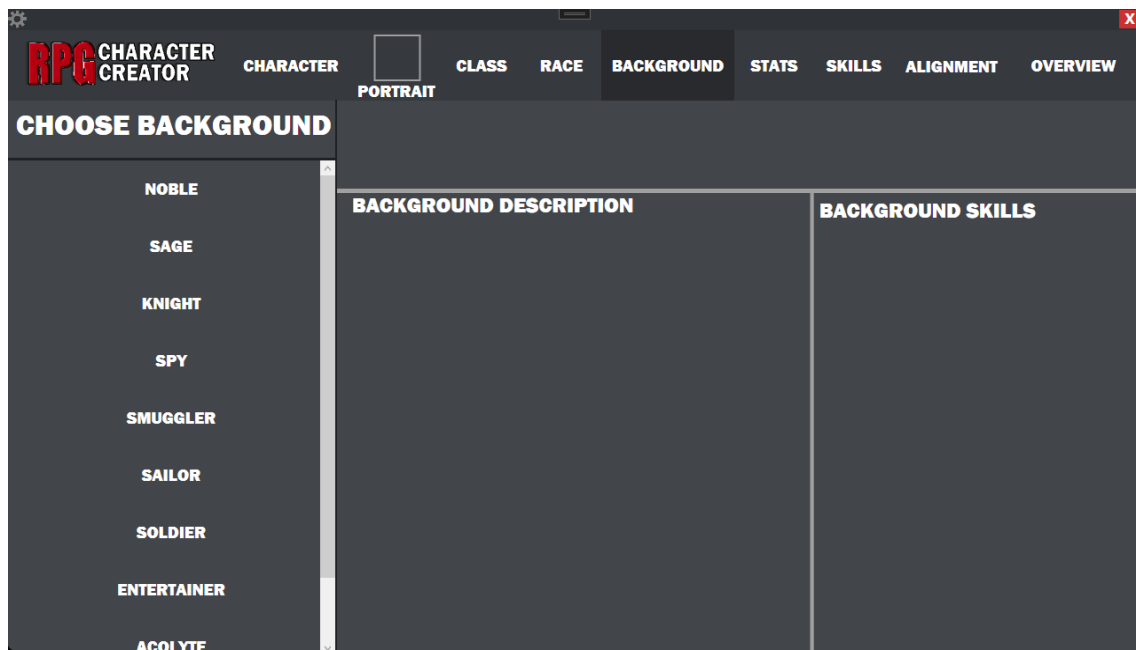 X
RPG CHARACTER
CREATOR
CHARACTER
PORTRAIT
CLASS
RACE
BACKGROUND
STATS
SKILLS
ALIGNMENT
OVERVIEW
CHOOSE BACKGROUND
NOBLE
SAGE
KNIGHT
SPY
SMUGGLER
SAILOR
SOLDIER
ENTERTAINER
ACOLYTE
BACKGROUND DESCRIPTION
BACKGROUND SKILLS